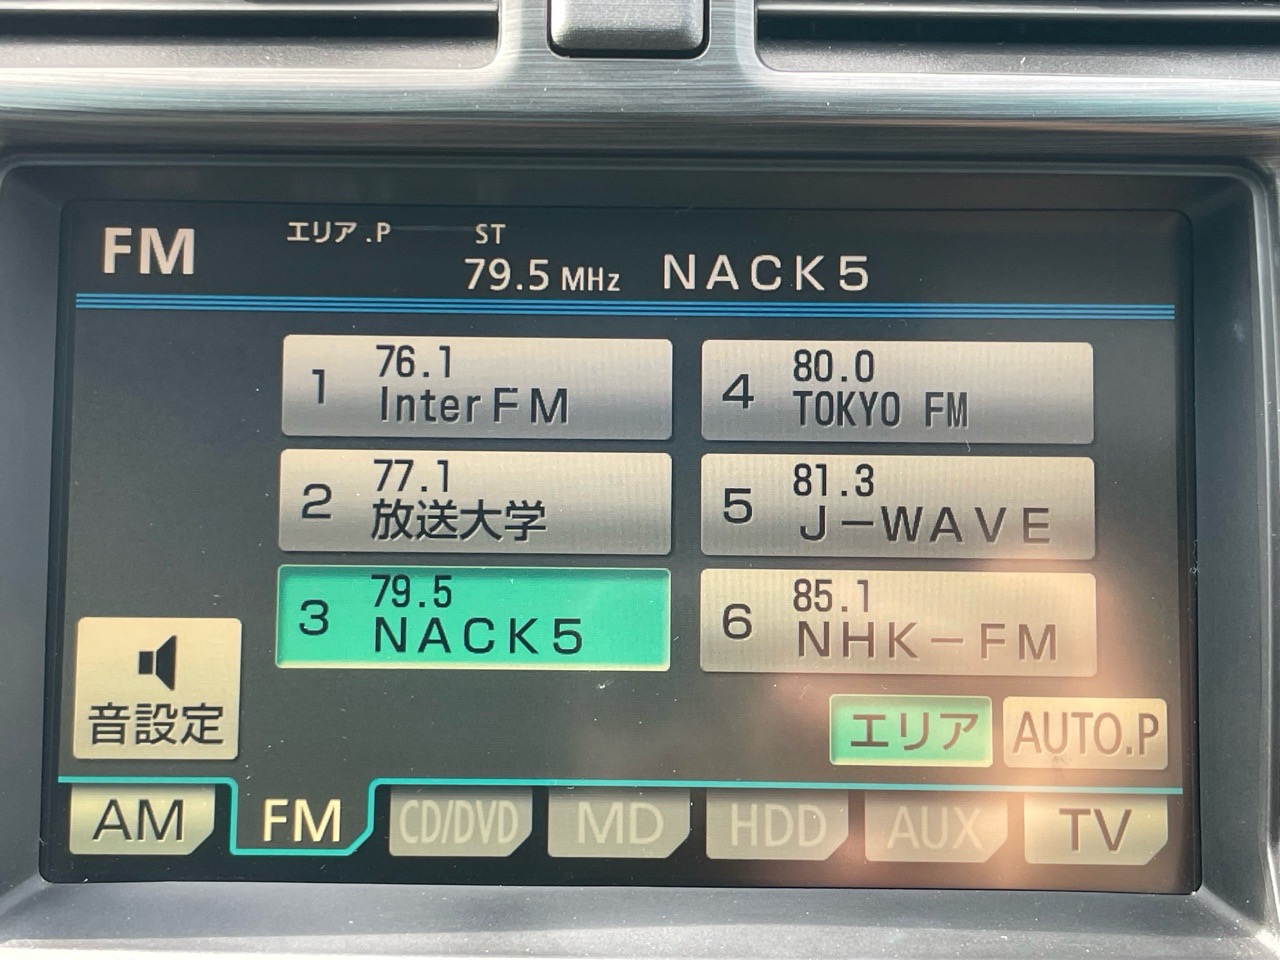 FM
エリア.P
ST
79.5 MHz NACK5
1
76.1
InterFM
2
77.1
放送大学
3
79.5
NACK5
4
80.0
TOKYO FM
5
81.3
J-WAVE
6
85.1
NHK-FM
音設定
エリア
AUTO.P
AM
FM
CD/DVD
MD
HDD
AUX
TV